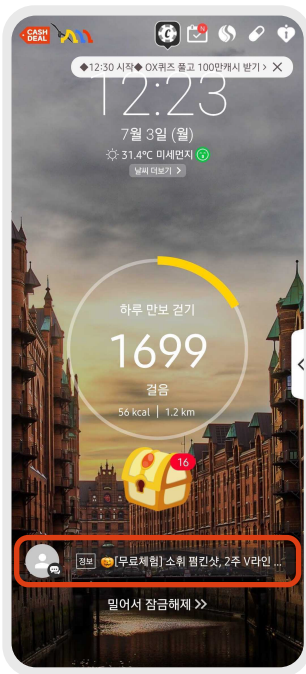 CASH
DEAL
◆12:30 시작◆ OX퀴즈 풀고 100만캐시 받기 > ×
12:23
7월 3일 (월)
31.4℃ 미세먼지
날씨 더보기 >
하루 만보 걷기
1699
걸음
56 kcal | 1.2 km
16
정보 [무료체험] 소휘 펌킨샷, 2주 V라인 ...
밀어서 잠금해제 >>